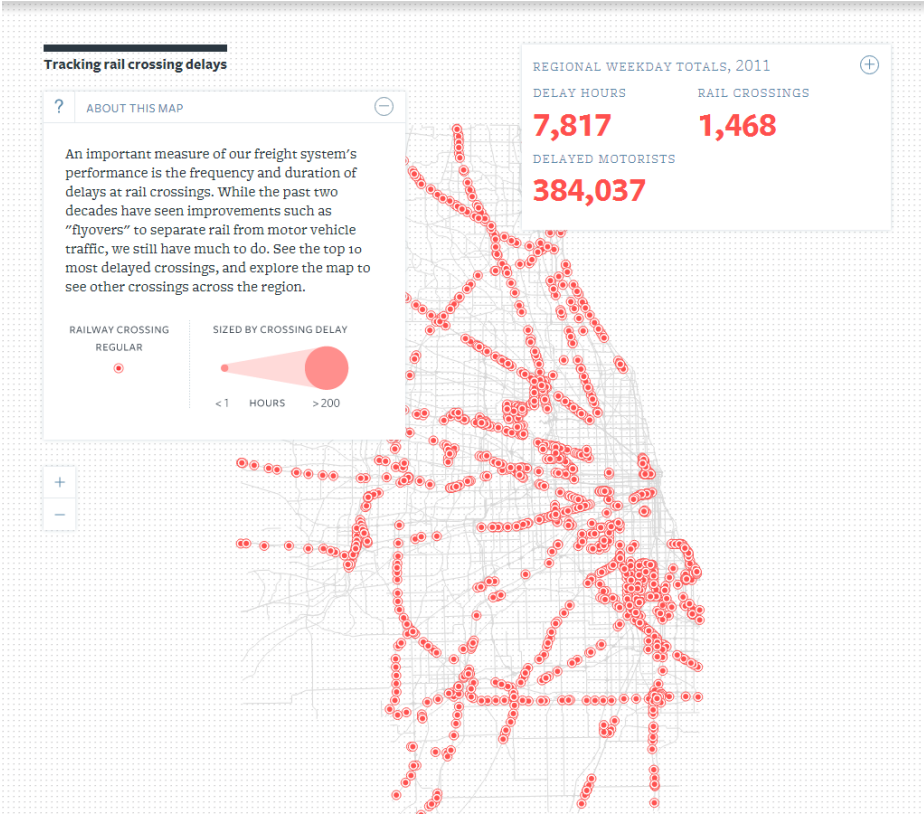 Tracking rail crossing delays
? ABOUT THIS MAP
An important measure of our freight system's
performance is the frequency and duration of
delays at rail crossings. While the past two
decades have seen improvements such as
"flyovers" to separate rail from motor vehicle
traffic, we still have much to do. See the top 10
most delayed crossings, and explore the map to
see other crossings across the region.
RAILWAY CROSSING
REGULAR
SIZED BY CROSSING DELAY
<1 HOURS >200
+
−
REGIONAL WEEKDAY TOTALS, 2011
DELAY HOURS RAIL CROSSINGS
7,817 1,468
DELAYED MOTORISTS
384,037